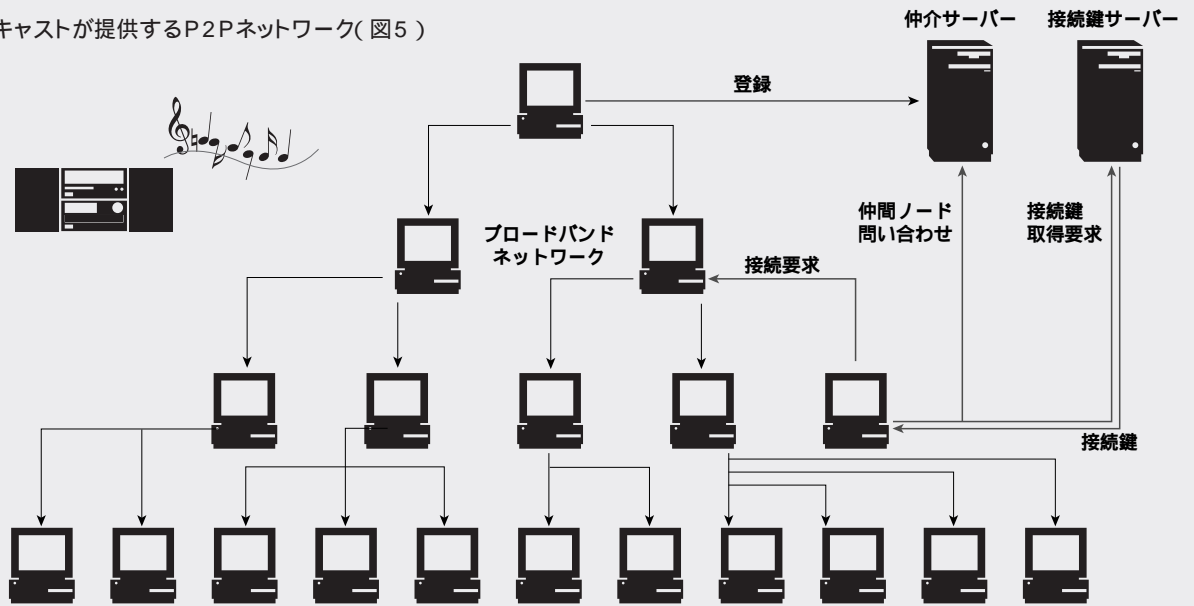 キャストが提供するP2Pネットワーク(図5)
仲介サーバー
接続鍵サーバー
登録
仲間ノード
問い合わせ
接続鍵
取得要求
ブロードバンド
ネットワーク
接続要求
接続鍵